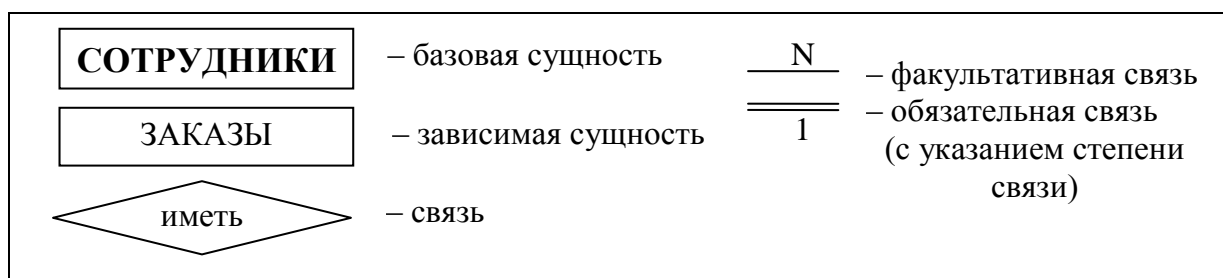 СОТРУДНИКИ – базовая сущность
ЗАКАЗЫ – зависимая сущность
иметь – связь
N – факультативная связь
1 – обязательная связь
(с указанием степени
связи)